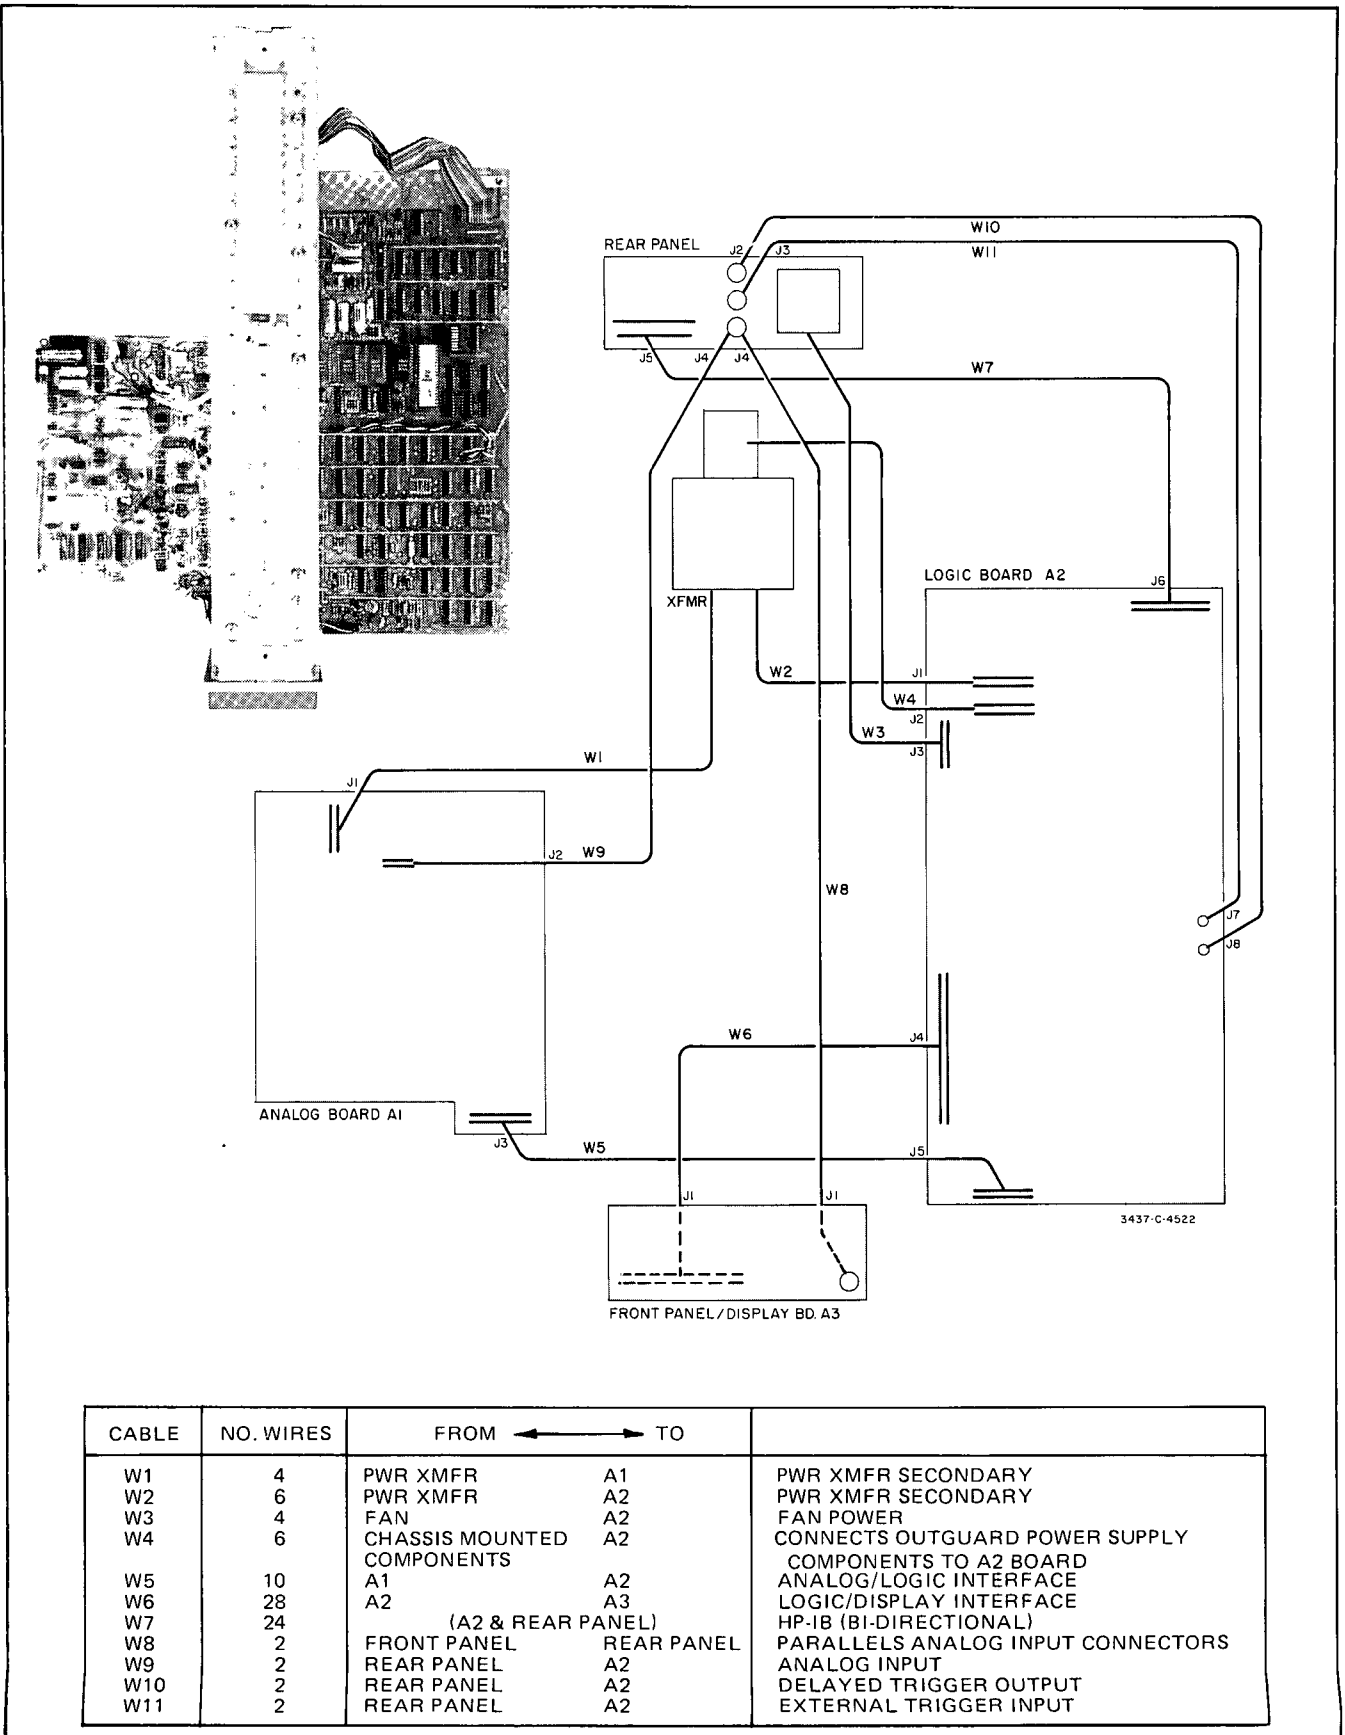 W10
REAR PANEL
J2
J3
W11
J5
J4
J4
W7
LOGIC BOARD A2
J6
XFMR
W2
J1
W4
J2
W3
J3
W1
J1
J2
W9
W8
J7
J8
W6
J4
ANALOG BOARD A1
J3
W5
J5
J1
J1
3437-C-4522
FRONT PANEL/DISPLAY BD. A3
CABLE NO. WIRES FROM TO
W1 4 PWR XMFR A1 PWR XMFR SECONDARY
W2 6 PWR XMFR A2 PWR XMFR SECONDARY
W3 4 FAN A2 FAN POWER
W4 6 CHASSIS MOUNTED A2 CONNECTS OUTGUARD POWER SUPPLY
COMPONENTS COMPONENTS TO A2 BOARD
W5 10 A1 A2 ANALOG/LOGIC INTERFACE
W6 28 A2 A3 LOGIC/DISPLAY INTERFACE
W7 24 (A2 & REAR PANEL) HP-IB (BI-DIRECTIONAL)
W8 2 FRONT PANEL REAR PANEL PARALLELS ANALOG INPUT CONNECTORS
W9 2 REAR PANEL A2 ANALOG INPUT
W10 2 REAR PANEL A2 DELAYED TRIGGER OUTPUT
W11 2 REAR PANEL A2 EXTERNAL TRIGGER INPUT